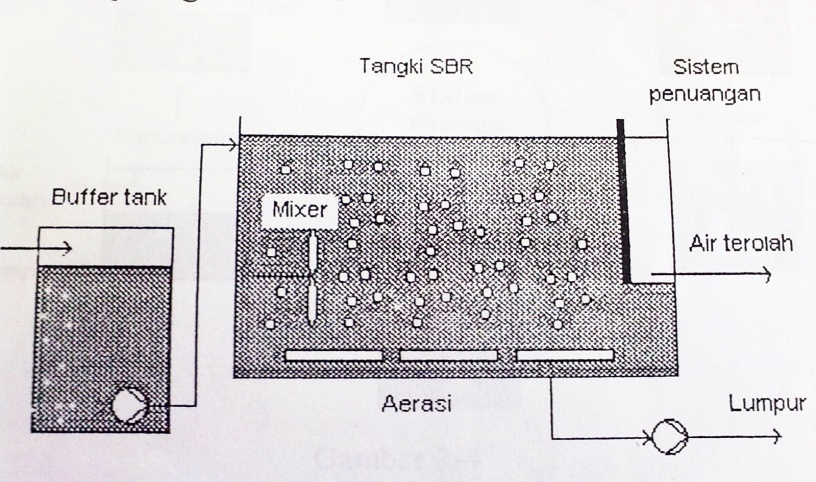 Tangki SBR
Sistem
penuangan
Buffer tank
Mixer
Air terolah
Aerasi
Lumpur